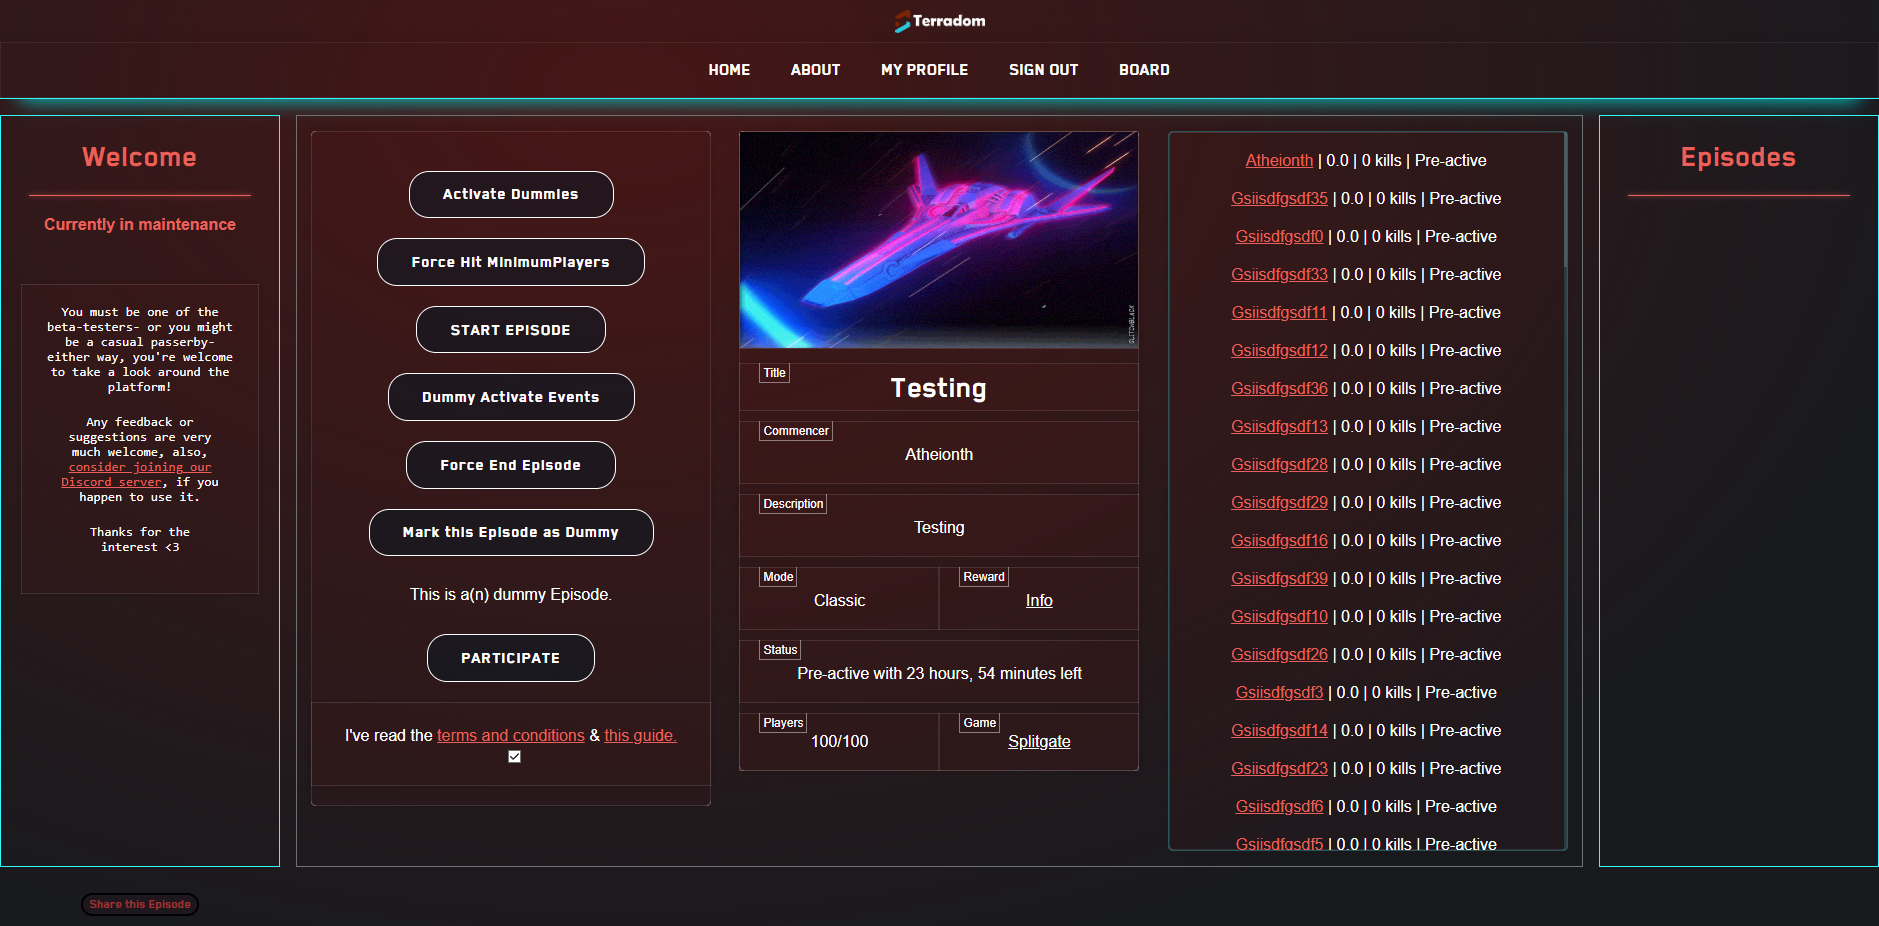 Terradom
HOME ABOUT MY PROFILE SIGN OUT BOARD
Welcome
Currently in maintenance
You must be one of the
beta-testers- or you might
be a casual passerby-
either way, you're welcome
to take a look around the
platform!
Any feedback or
suggestions are very
much welcome, also,
consider joining our
Discord server, if you
happen to use it.
Thanks for the
interest <3
Activate Dummies
Force Hit MinimumPlayers
START EPISODE
Dummy Activate Events
Force End Episode
Mark this Episode as Dummy
This is a(n) dummy Episode.
PARTICIPATE
I've read the terms and conditions & this guide.
GLITCHBLACK
Title
Testing
Commencer
Atheionth
Description
Testing
Mode
Classic
Reward
Info
Status
Pre-active with 23 hours, 54 minutes left
Players
100/100
Game
Splitgate
Atheionth | 0.0 | 0 kills | Pre-active
Gsiisdfgsdf35 | 0.0 | 0 kills | Pre-active
Gsiisdfgsdf0 | 0.0 | 0 kills | Pre-active
Gsiisdfgsdf33 | 0.0 | 0 kills | Pre-active
Gsiisdfgsdf11 | 0.0 | 0 kills | Pre-active
Gsiisdfgsdf12 | 0.0 | 0 kills | Pre-active
Gsiisdfgsdf36 | 0.0 | 0 kills | Pre-active
Gsiisdfgsdf13 | 0.0 | 0 kills | Pre-active
Gsiisdfgsdf28 | 0.0 | 0 kills | Pre-active
Gsiisdfgsdf29 | 0.0 | 0 kills | Pre-active
Gsiisdfgsdf16 | 0.0 | 0 kills | Pre-active
Gsiisdfgsdf39 | 0.0 | 0 kills | Pre-active
Gsiisdfgsdf10 | 0.0 | 0 kills | Pre-active
Gsiisdfgsdf26 | 0.0 | 0 kills | Pre-active
Gsiisdfgsdf3 | 0.0 | 0 kills | Pre-active
Gsiisdfgsdf14 | 0.0 | 0 kills | Pre-active
Gsiisdfgsdf23 | 0.0 | 0 kills | Pre-active
Gsiisdfgsdf6 | 0.0 | 0 kills | Pre-active
Gsiisdfgsdf5 | 0.0 | 0 kills | Pre-active
Episodes
Share this Episode